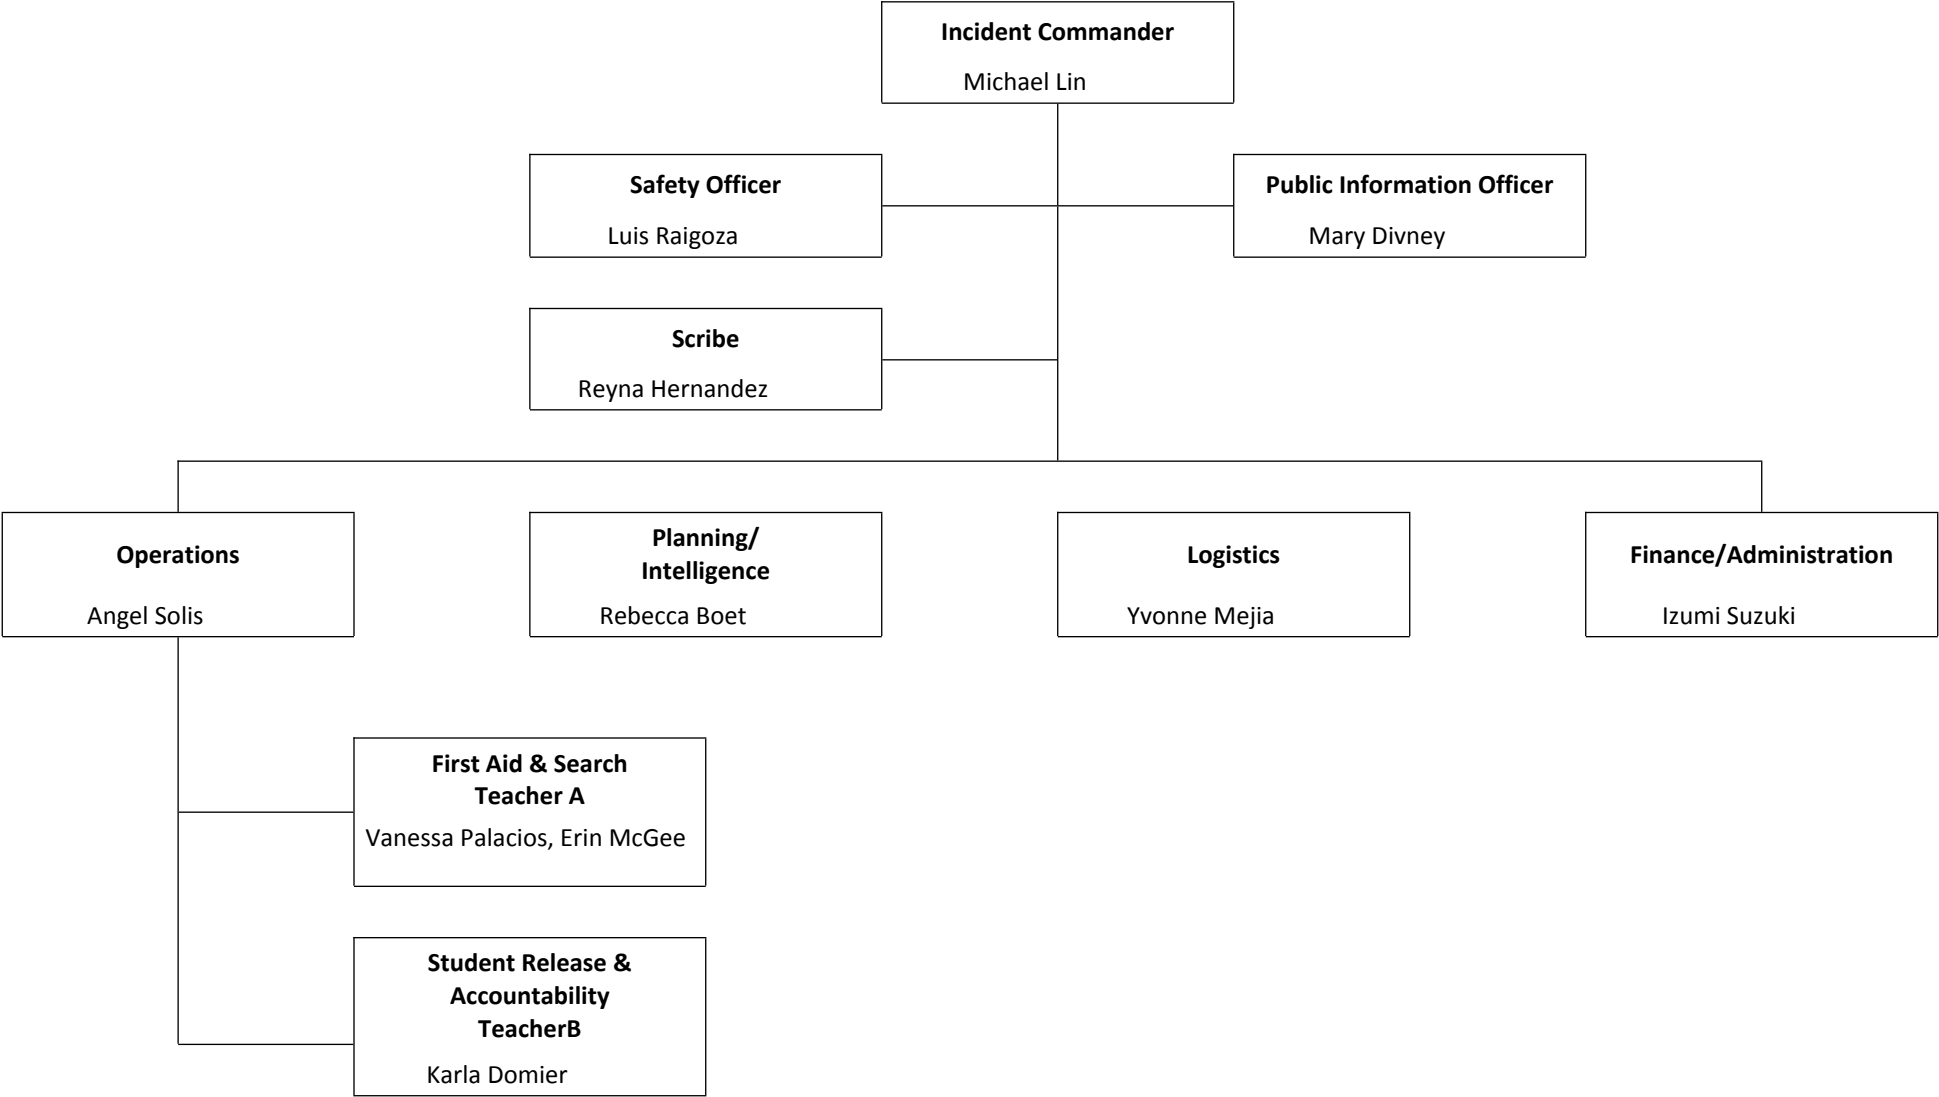 Incident Commander
Michael Lin
Safety Officer
Luis Raigoza
Public Information Officer
Mary Divney
Scribe
Reyna Hernandez
Operations
Angel Solis
Planning/
Intelligence
Rebecca Boet
Logistics
Yvonne Mejia
Finance/Administration
Izumi Suzuki
First Aid & Search
Teacher A
Vanessa Palacios, Erin McGee
Student Release &
Accountability
TeacherB
Karla Domier